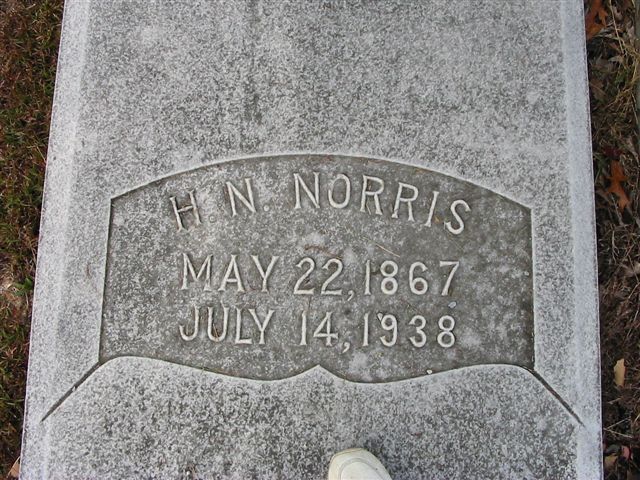 H. N. NORRIS
MAY 22, 1867
JULY 14, 1938